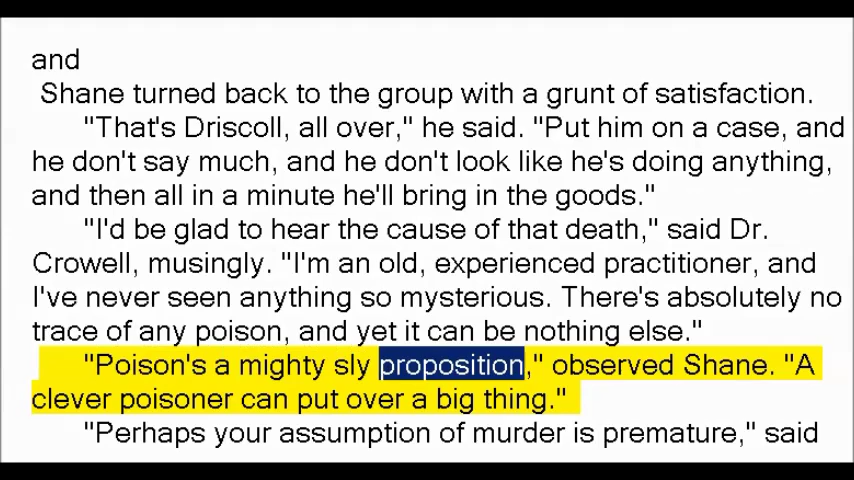 and
Shane turned back to the group with a grunt of satisfaction.
"That's Driscoll, all over," he said. "Put him on a case, and
he don't say much, and he don't look like he's doing anything,
and then all in a minute he'll bring in the goods."
"I'd be glad to hear the cause of that death," said Dr.
Crowell, musingly. "I'm an old, experienced practitioner, and
I've never seen anything so mysterious. There's absolutely no
trace of any poison, and yet it can be nothing else."
"Poison's a mighty sly proposition," observed Shane. "A
clever poisoner can put over a big thing."
"Perhaps your assumption of murder is premature," said